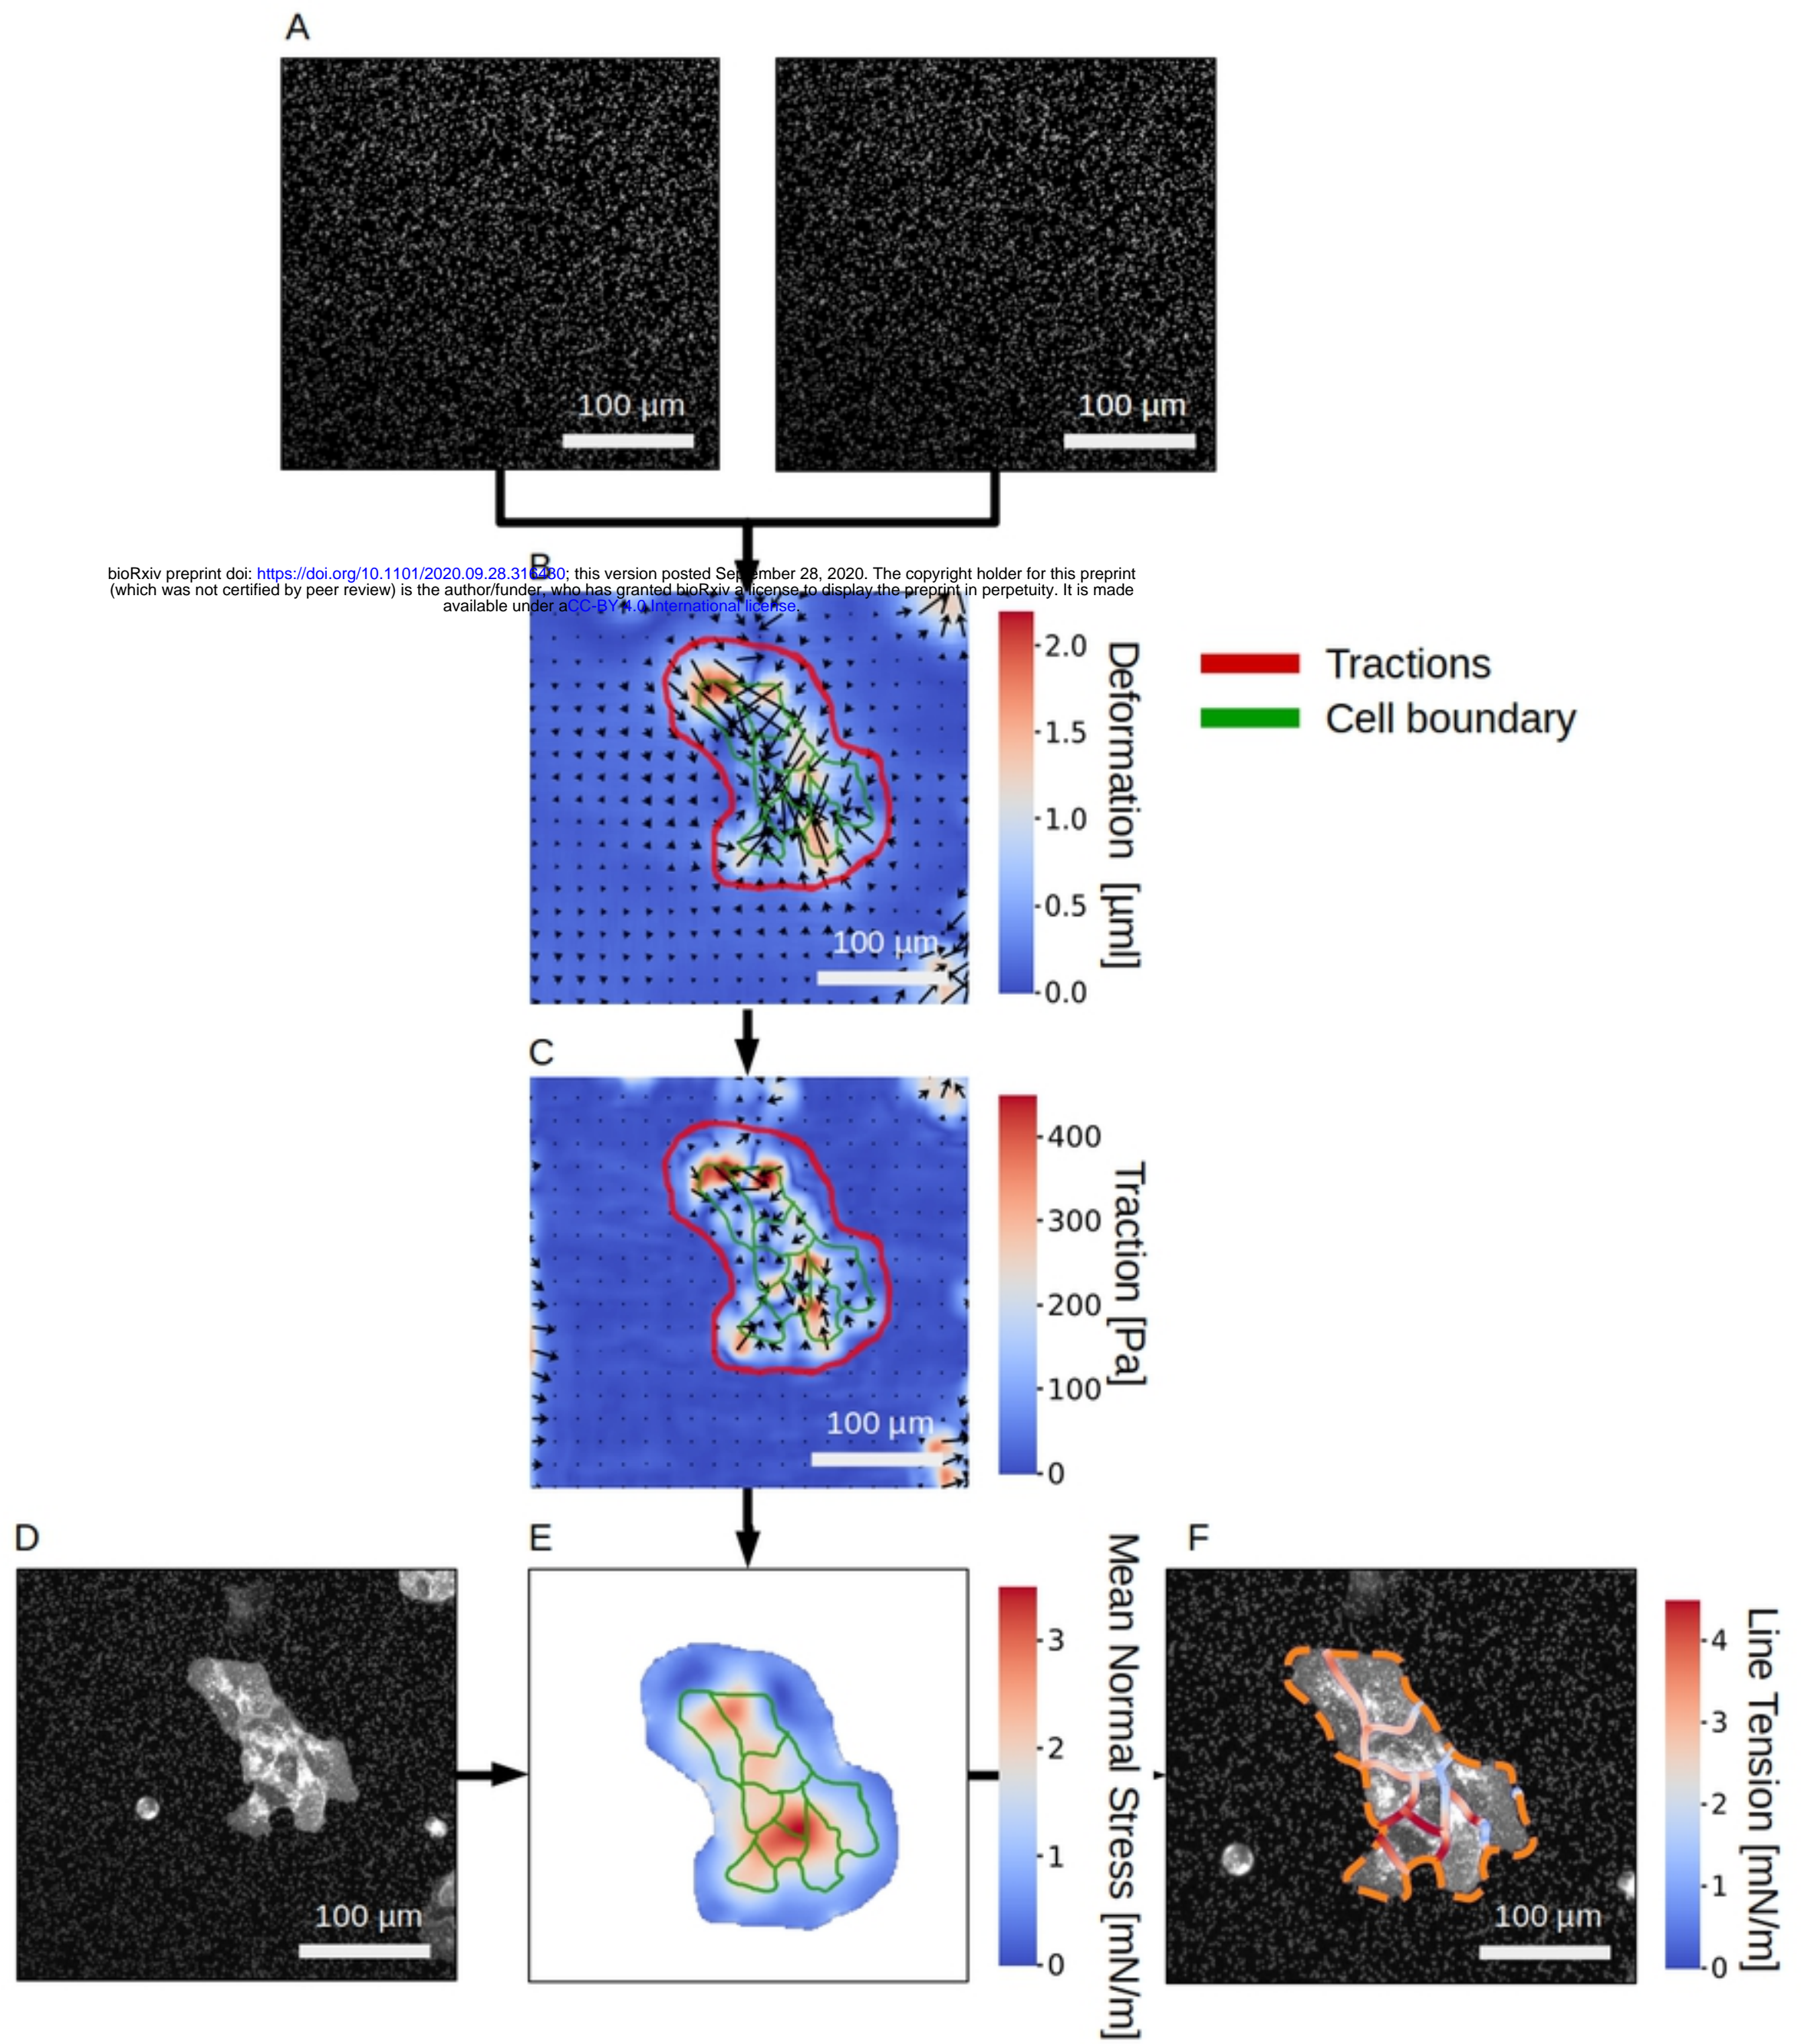 A
100 µm
100 µm
B
bioRxiv preprint doi: https://doi.org/10.1101/2020.09.28.316480; this version posted September 28, 2020. The copyright holder for this preprint
(which was not certified by peer review) is the author/funder, who has granted bioRxiv a license to display the preprint in perpetuity. It is made
available under aCC-BY 4.0 International license.
2.0
1.5
1.0
0.5
0.0
Deformation [µml]
100 µm
Tractions
Cell boundary
C
400
300
200
100
0
Traction [Pa]
100 µm
D
100 µm
E
3
2
1
0
Mean Normal Stress [mN/m]
F
100 µm
4
3
2
1
0
Line Tension [mN/m]